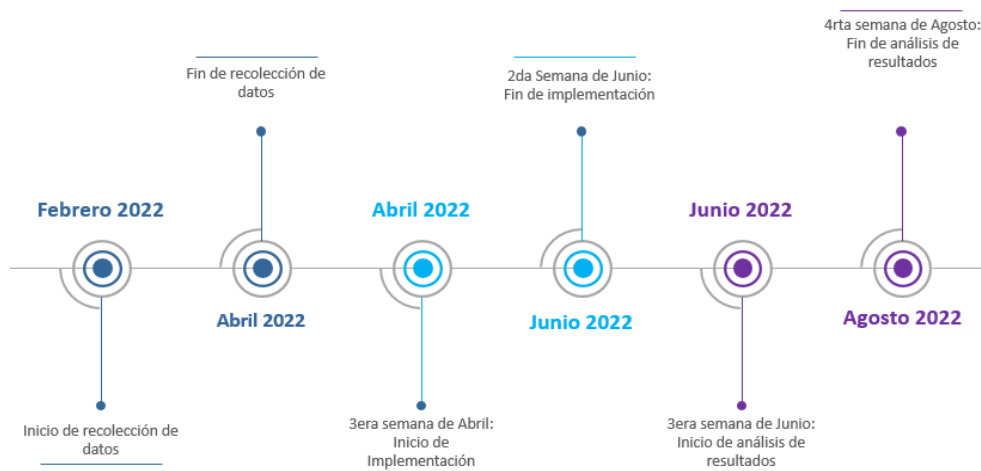 4rta semana de Agosto:
Fin de análisis de
resultados
Fin de recolección de
datos
2da Semana de Junio:
Fin de implementación
Febrero 2022
Abril 2022
Junio 2022
Abril 2022
Junio 2022
Agosto 2022
Inicio de recolección de
datos
3era semana de Abril:
Inicio de
Implementación
3era semana de Junio:
Inicio de análisis de
resultados